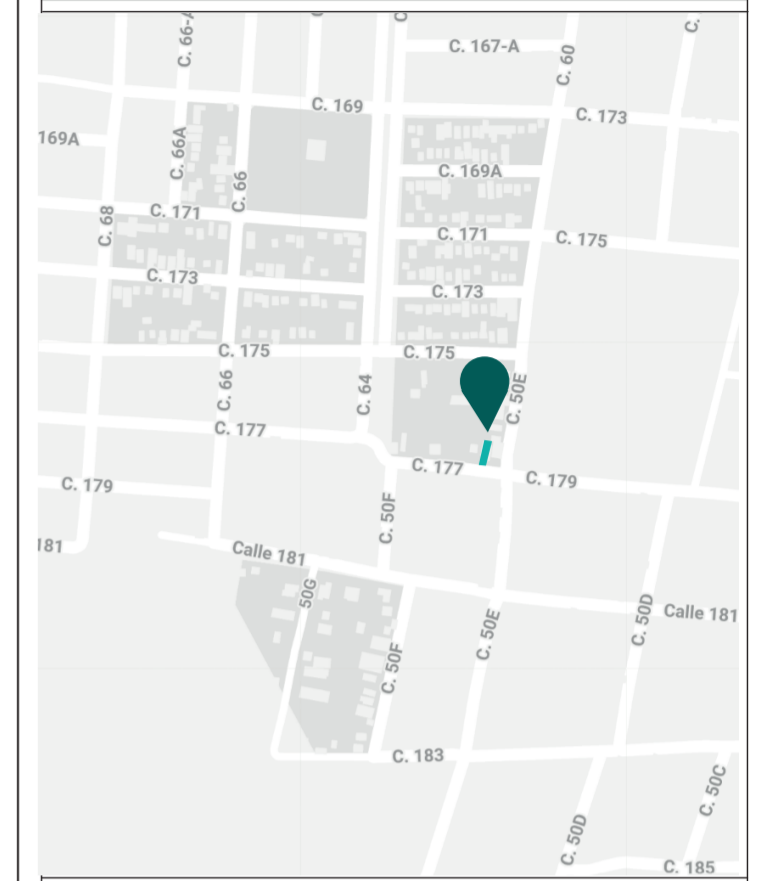 C. 66-A
C.
C. 167-A
C. 60
C. 169
C. 173
169A
C. 66A
C. 169A
C. 66
C. 68
C. 171
C. 171
C. 175
C. 173
C. 173
C. 175
C. 175
C. 66
C. 64
C. 50E
C. 177
C. 177
C. 179
C. 179
C. 50F
181
Calle 181
50G
C. 50D
Calle 181
C. 50E
C. 50F
C. 183
C. 50C
C. 50D
C. 185